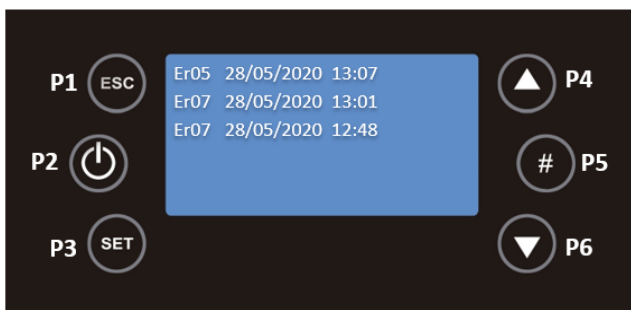 P1 ESC
P2
P3 SET
Er05 28/05/2020 13:07
Er07 28/05/2020 13:01
Er07 28/05/2020 12:48
P4
# P5
P6